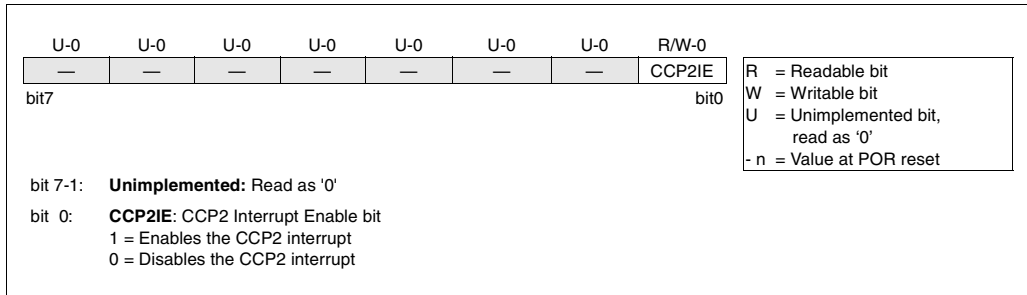 U-0 U-0 U-0 U-0 U-0 U-0 U-0 R/W-0
— — — — — — — CCP2IE
bit7 bit0
R = Readable bit
W = Writable bit
U = Unimplemented bit,
read as ‘0’
- n = Value at POR reset
bit 7-1: Unimplemented: Read as '0'
bit 0: CCP2IE: CCP2 Interrupt Enable bit
1 = Enables the CCP2 interrupt
0 = Disables the CCP2 interrupt